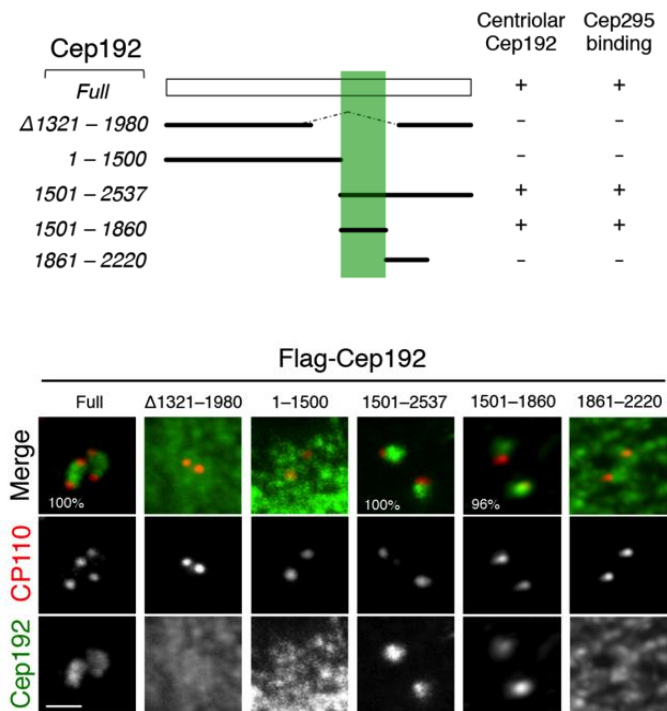 Cep192
Centriolar Cep192
Cep295 binding
Full + +
Δ1321 – 1980 – –
1 – 1500 – –
1501 – 2537 + +
1501 – 1860 + +
1861 – 2220 – –
Flag-Cep192
Full Δ1321–1980 1–1500 1501–2537 1501–1860 1861–2220
Merge
100% 100% 96%
CP110
Cep192